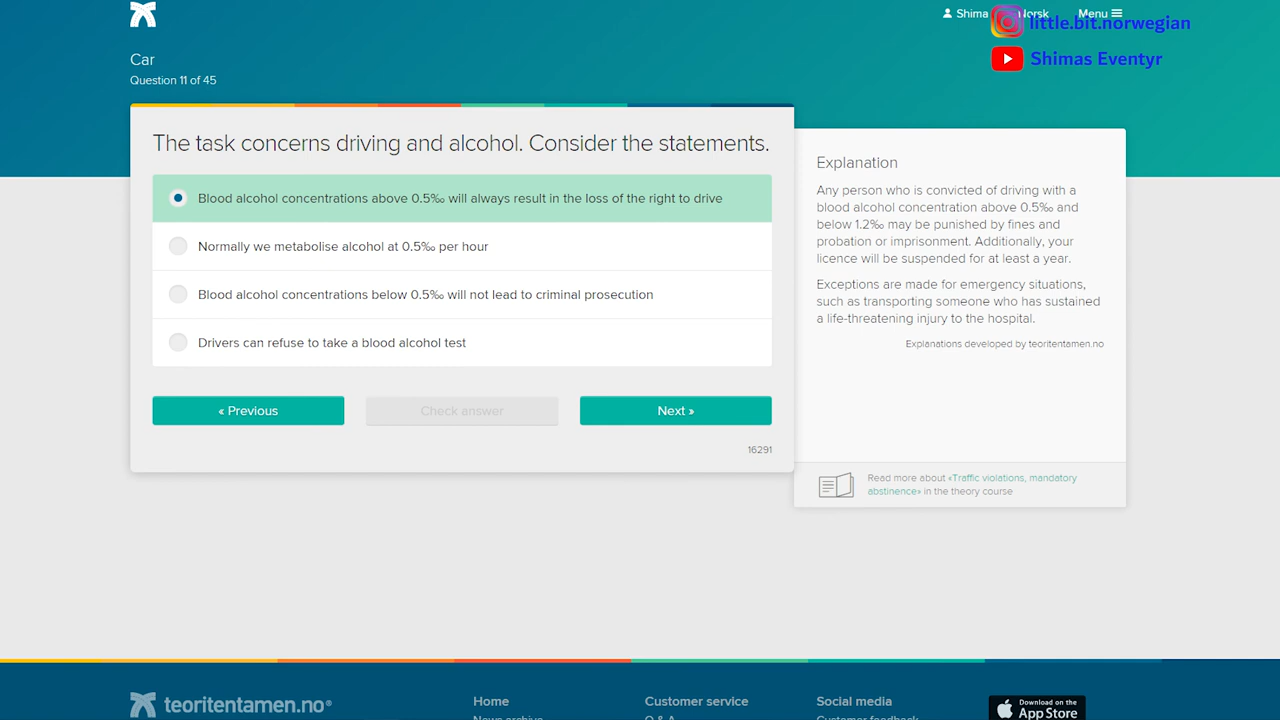 Shima
Norsk
Menu
little.bit.norwegian
Shimas Eventyr
Car
Question 11 of 45
The task concerns driving and alcohol. Consider the statements.
Blood alcohol concentrations above 0.5‰ will always result in the loss of the right to drive
Normally we metabolise alcohol at 0.5‰ per hour
Blood alcohol concentrations below 0.5‰ will not lead to criminal prosecution
Drivers can refuse to take a blood alcohol test
« Previous
Check answer
Next »
16291
Explanation
Any person who is convicted of driving with a
blood alcohol concentration above 0.5‰ and
below 1.2‰ may be punished by fines and
probation or imprisonment. Additionally, your
licence will be suspended for at least a year.
Exceptions are made for emergency situations,
such as transporting someone who has sustained
a life-threatening injury to the hospital.
Explanations developed by teoritentamen.no
Read more about «Traffic violations, mandatory
abstinence» in the theory course
teoritentamen.no®
Home
News archive
Customer service
Q & A
Social media
Customer feedback
Download on the
App Store